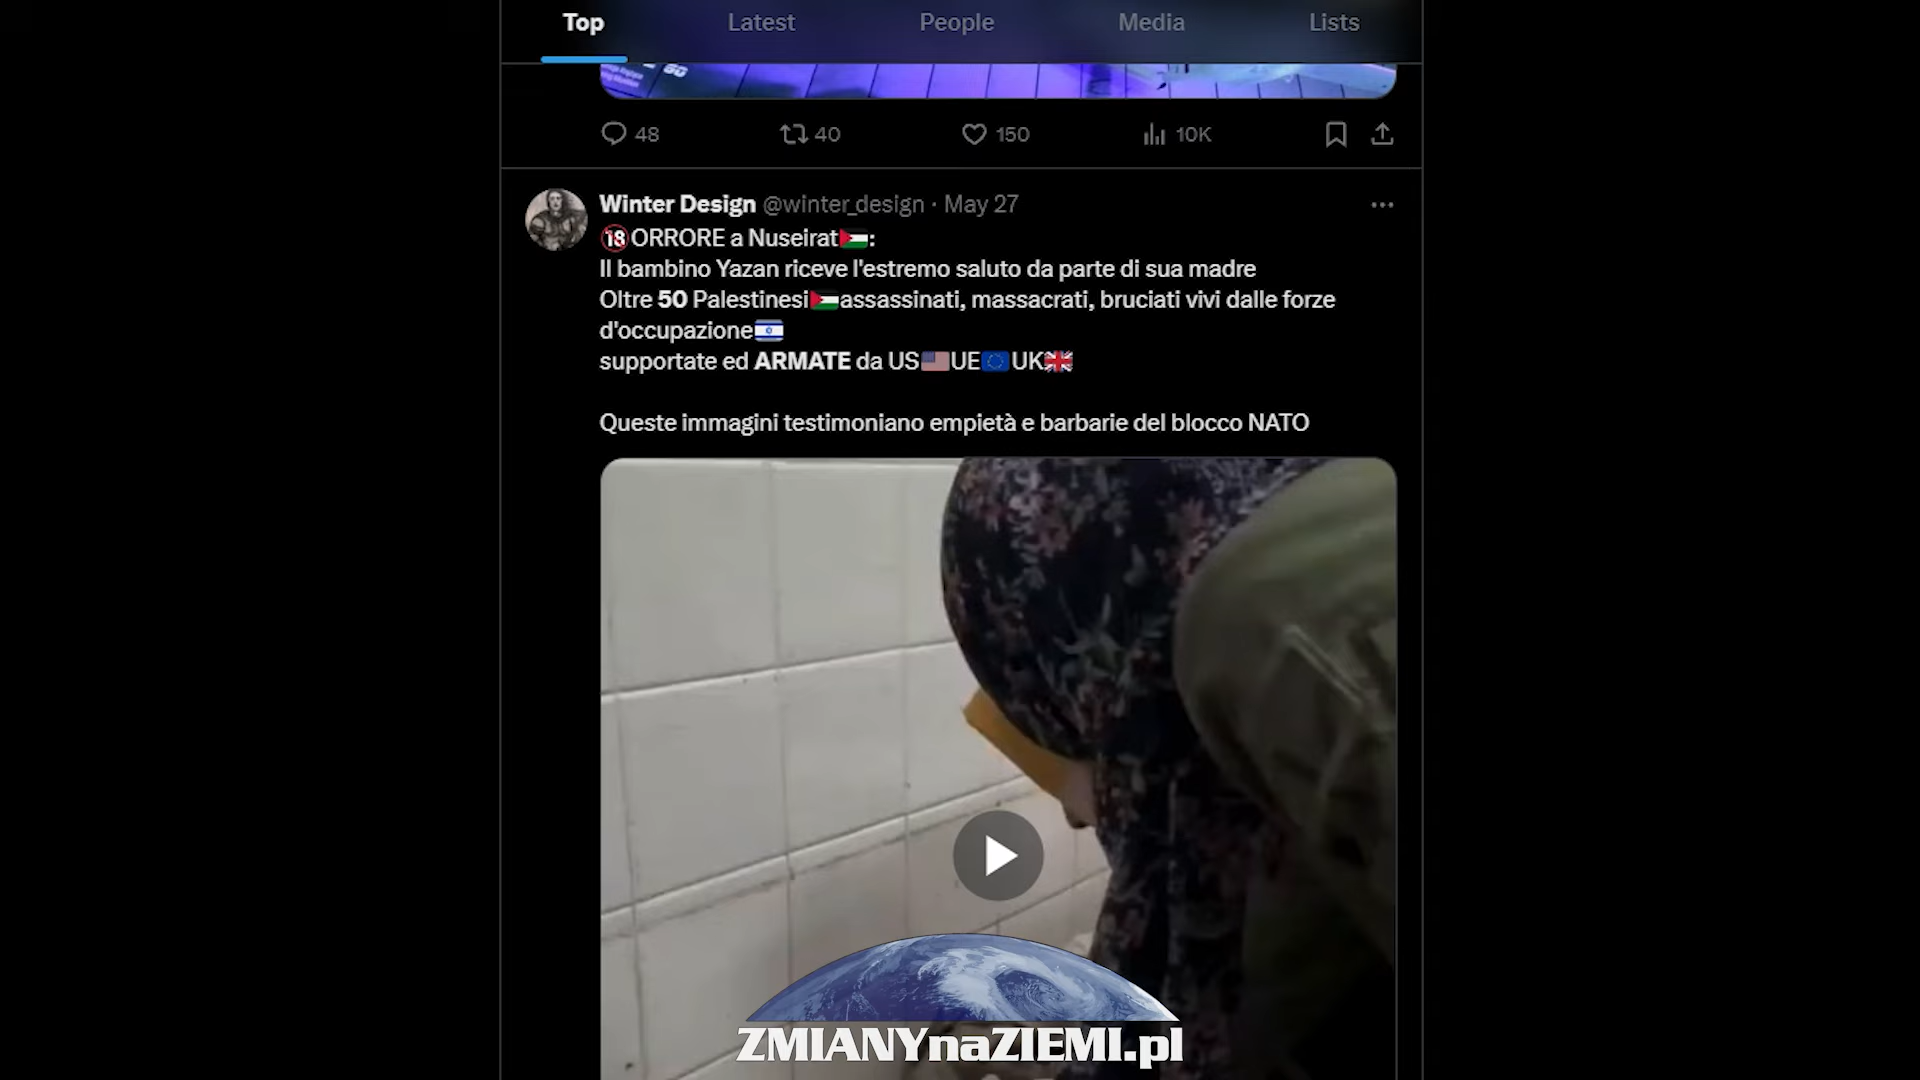 Top Latest People Media Lists
48 40 150 10K
Winter Design @winter_design · May 27
🔞ORRORE a Nuseirat🇵🇸:
Il bambino Yazan riceve l'estremo saluto da parte di sua madre
Oltre 50 Palestinesi🇵🇸assassinati, massacrati, bruciati vivi dalle forze
d'occupazione🇮🇱
supportate ed ARMATE da US🇺🇸UE🇪🇺UK🇬🇧
Queste immagini testimoniano empietà e barbarie del blocco NATO
ZMIANYnaZIEMI.pl